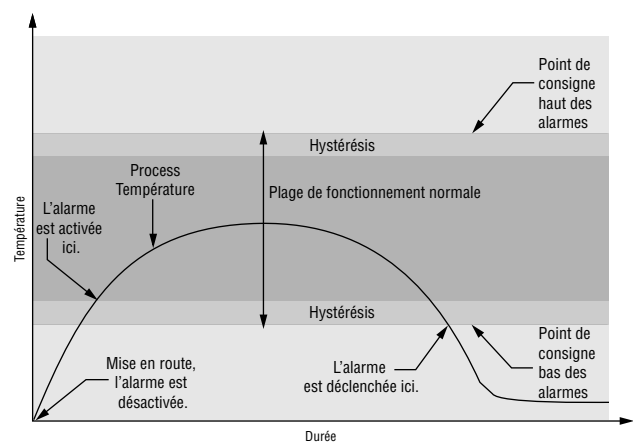 Point de
consigne
haut des
alarmes
Hystérésis
Process
Température
Plage de fonctionnement normale
L'alarme
est activée
ici.
Température
Hystérésis
Mise en route,
l'alarme est
désactivée.
L'alarme
est déclenchée ici.
Point de
consigne
bas des
alarmes
Durée